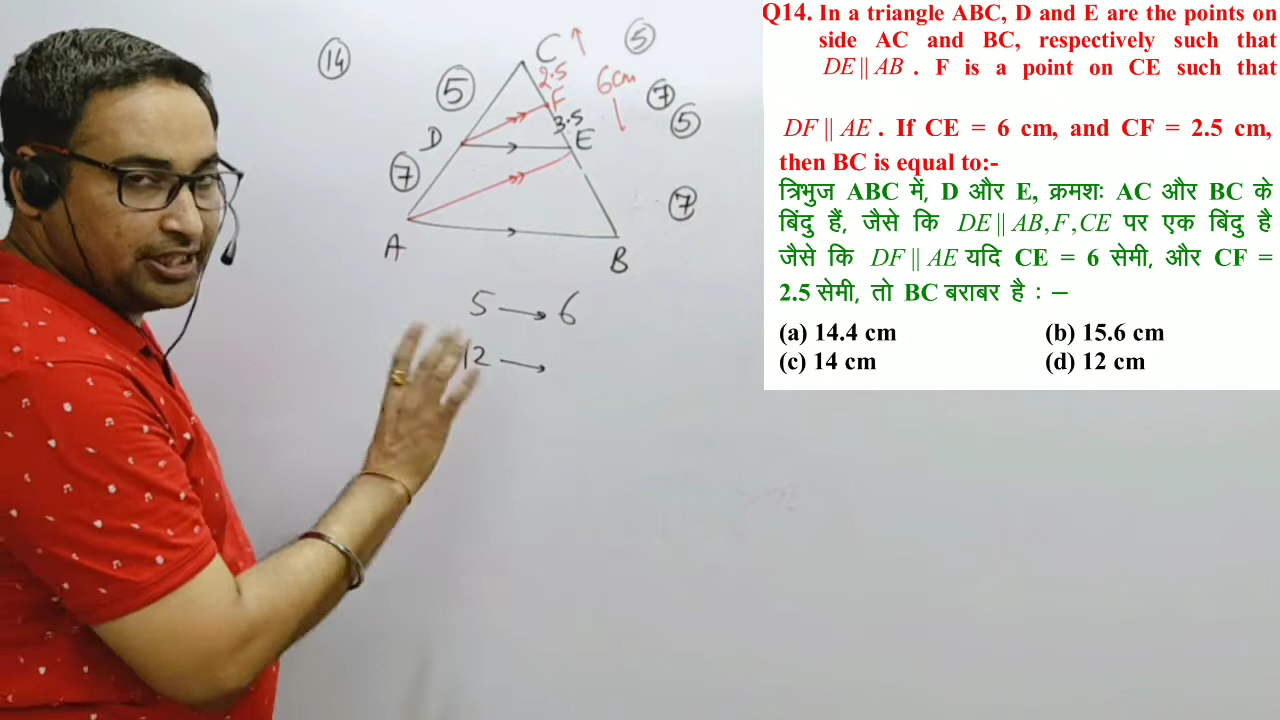 Q14. In a triangle ABC, D and E are the points on
side AC and BC, respectively such that
DE || AB . F is a point on CE such that
DF || AE . If CE = 6 cm, and CF = 2.5 cm,
then BC is equal to:-
त्रिभुज ABC में, D और E, क्रमशः AC और BC के
बिंदु हैं, जैसे कि DE || AB, F, CE पर एक बिंदु है
जैसे कि DF || AE यदि CE = 6 सेमी, और CF =
2.5 सेमी, तो BC बराबर है : –
(a) 14.4 cm (b) 15.6 cm
(c) 14 cm (d) 12 cm
14
C
5
5
2.5
6cm
F
7
3.5
5
D
E
7
7
A
B
5 → 6
12 →